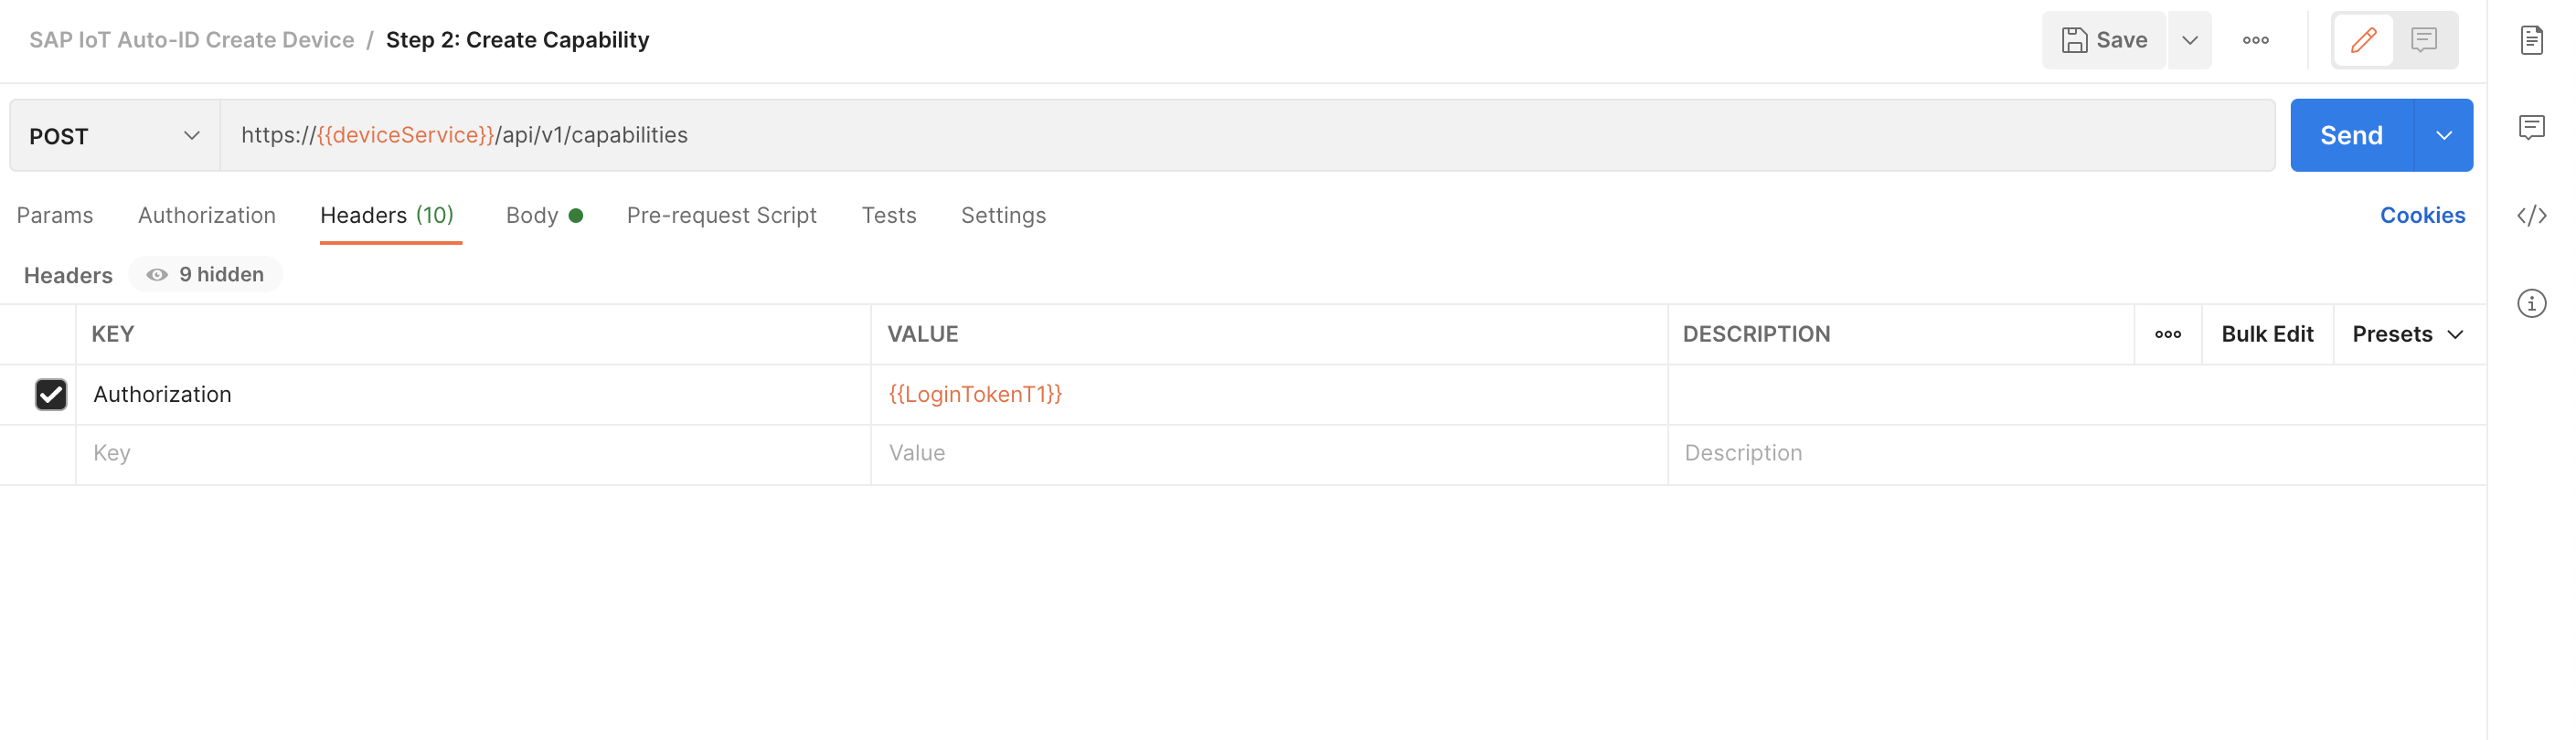 SAP IoT Auto-ID Create Device / Step 2: Create Capability
Save
POST
https://{{deviceService}}/api/v1/capabilities
Send
Params Authorization Headers (10) Body Pre-request Script Tests Settings
Cookies
Headers 9 hidden
KEY VALUE DESCRIPTION Bulk Edit Presets
Authorization {{LoginTokenT1}}
Key Value Description